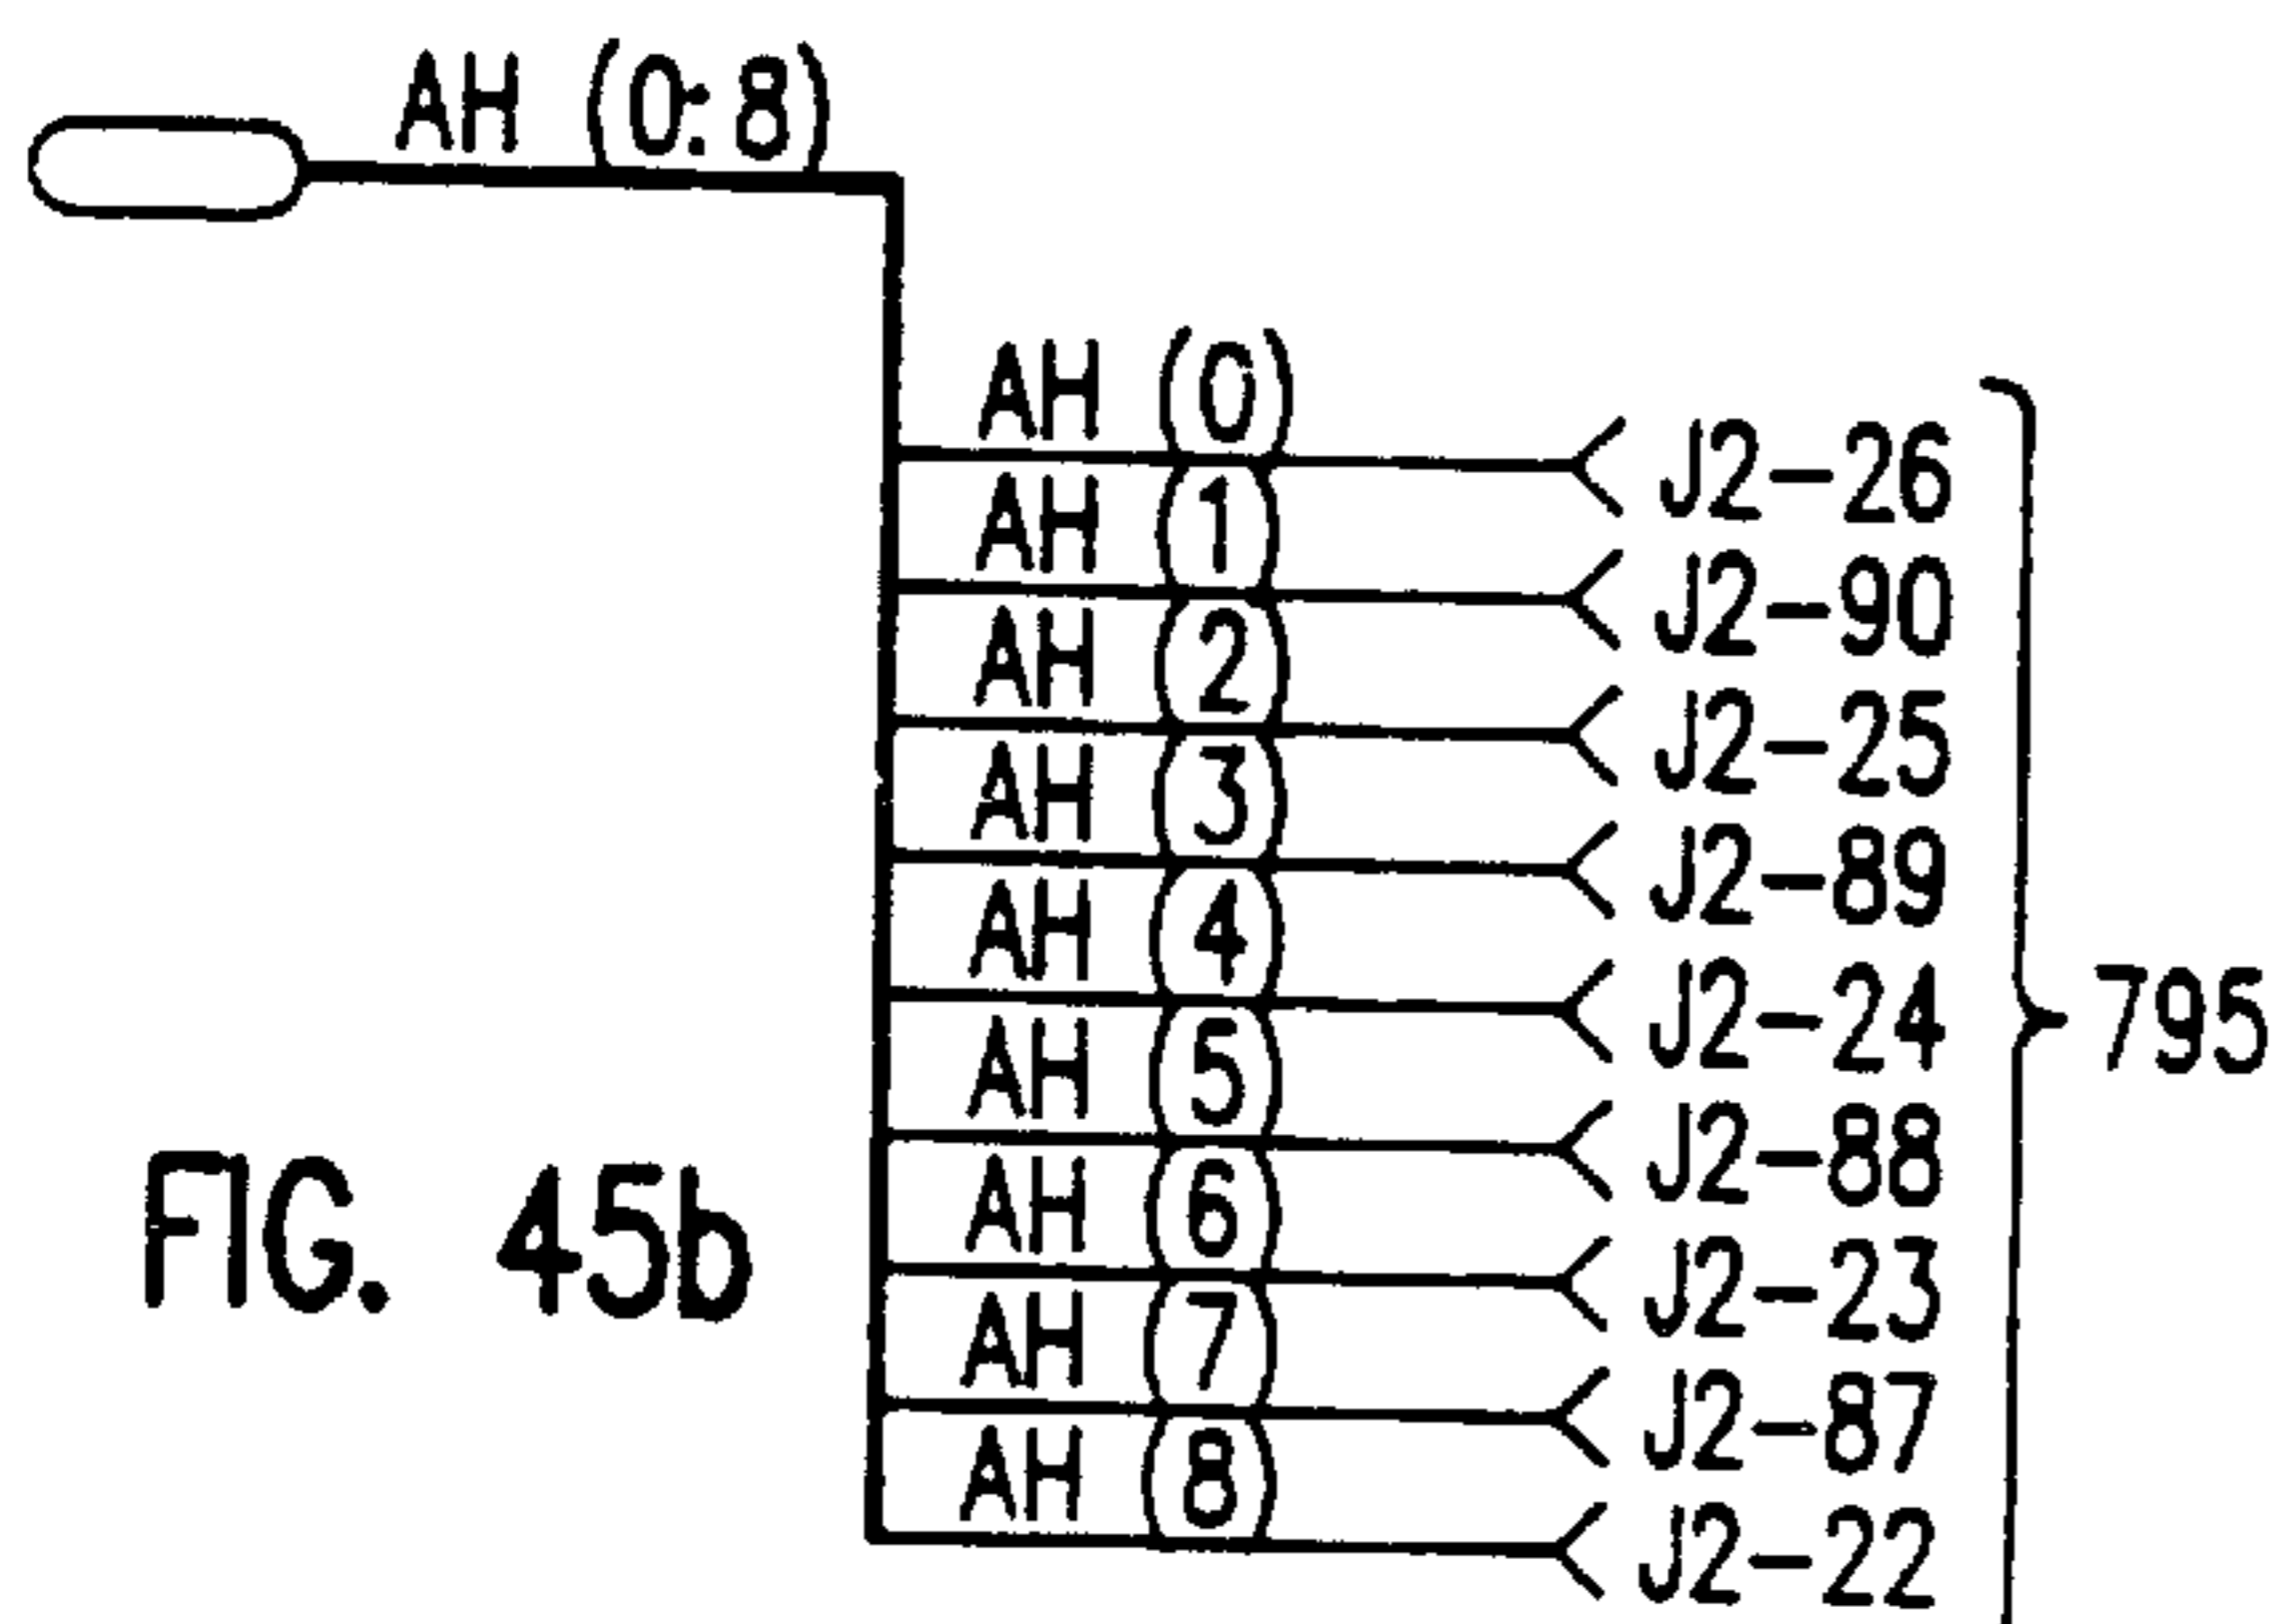 AH (0:8)
AH (0)
J2-26
AH (1)
J2-90
AH (2)
J2-25
AH (3)
J2-89
AH (4)
J2-24
795
AH (5)
J2-88
AH (6)
J2-23
FIG. 45b
AH (7)
J2-87
AH (8)
J2-22